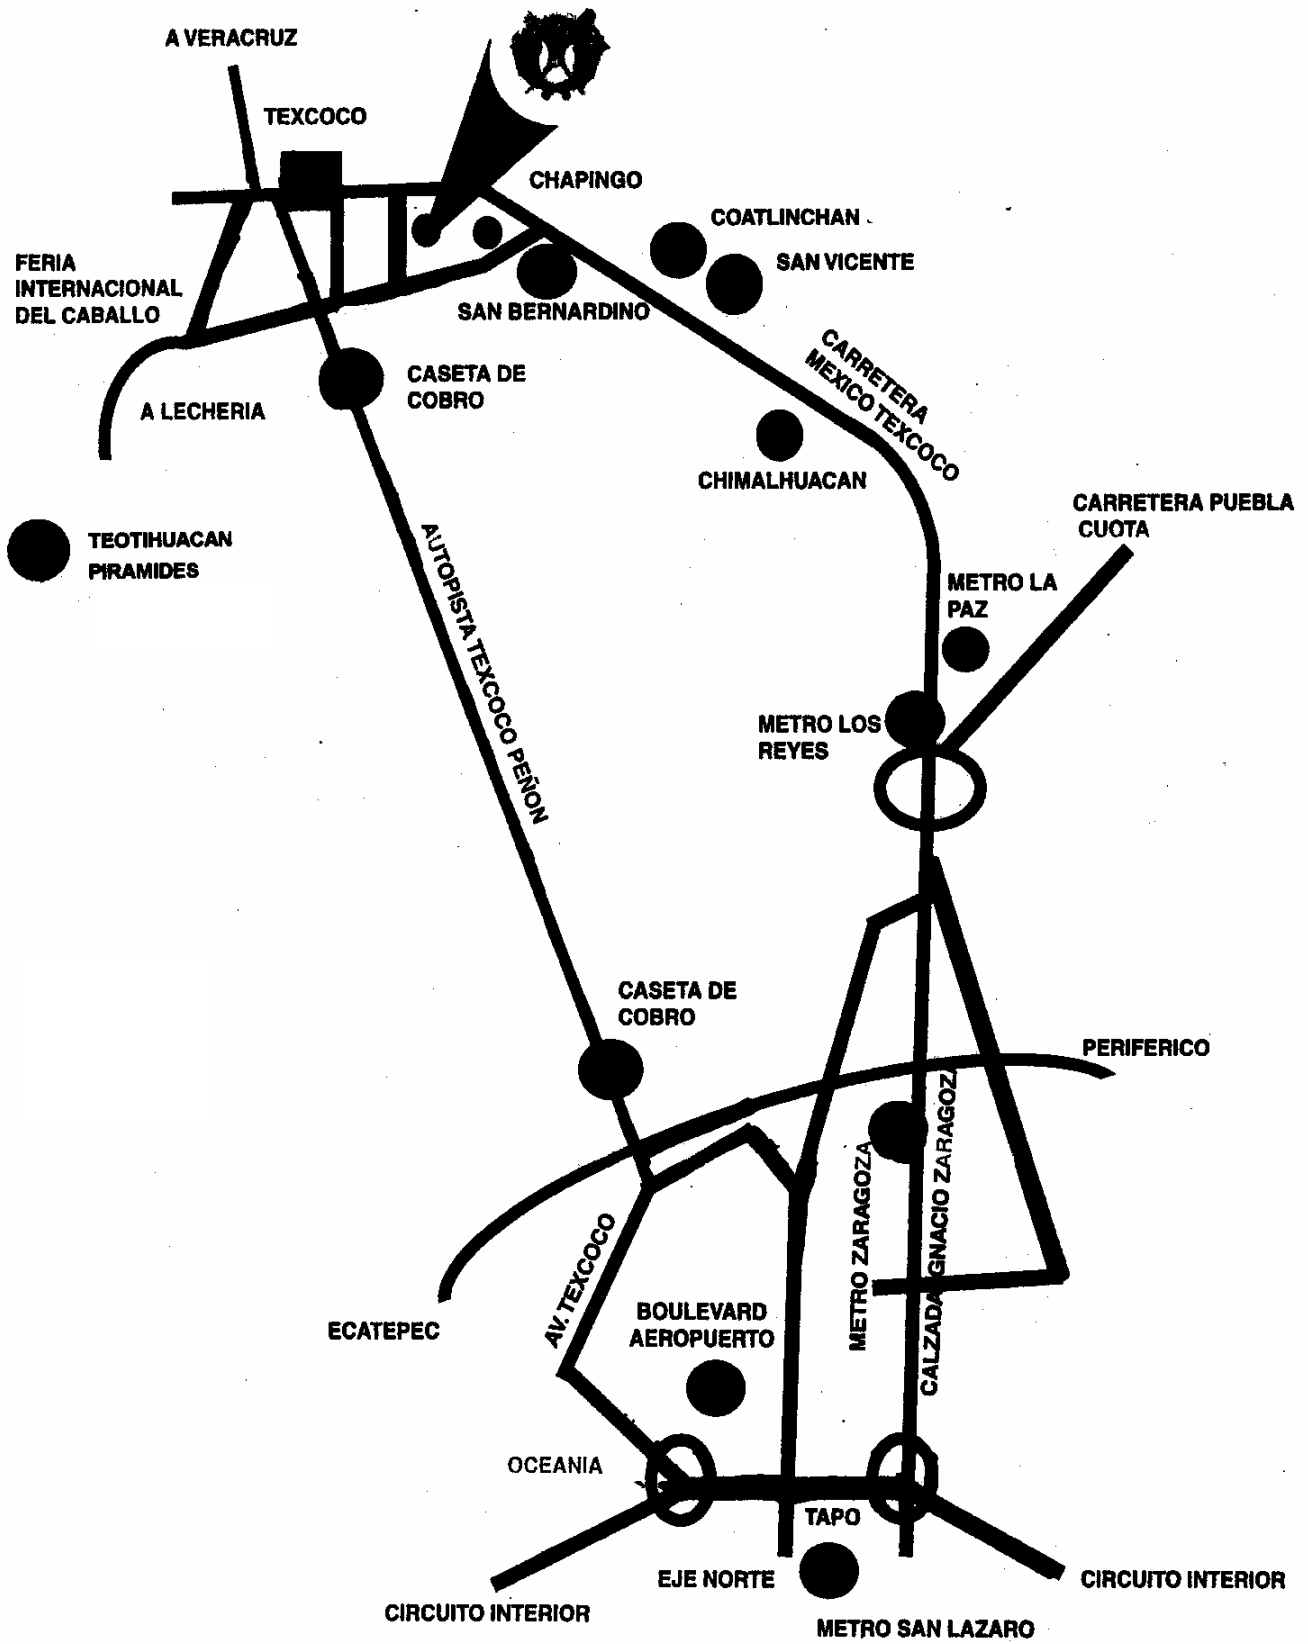 A VERACRUZ
TEXCOCO
CHAPINGO
COATLINCHAN
SAN VICENTE
FERIA
INTERNACIONAL
DEL CABALLO
SAN BERNARDINO
CARRETERA
MEXICO TEXCOCO
CASETA DE
COBRO
A LECHERIA
CHIMALHUACAN
CARRETERA PUEBLA
CUOTA
TEOTIHUACAN
PIRAMIDES
AUTOPISTA TEXCOCO PEÑON
METRO LA
PAZ
METRO LOS
REYES
CASETA DE
COBRO
PERIFERICO
METRO ZARAGOZA
CALZADA IGNACIO ZARAGOZA
AV. TEXCOCO
ECATEPEC
BOULEVARD
AEROPUERTO
OCEANIA
TAPO
EJE NORTE
CIRCUITO INTERIOR
CIRCUITO INTERIOR
METRO SAN LAZARO